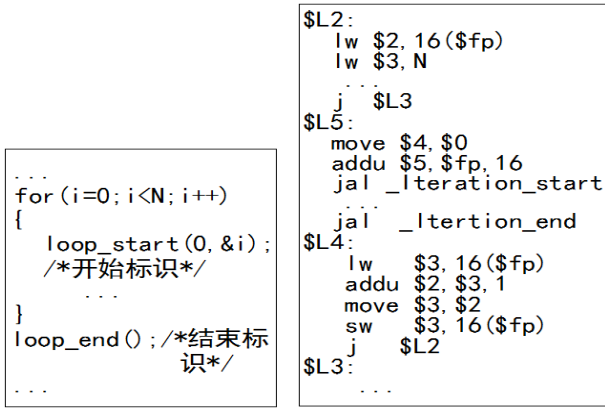 ...
for(i=0;i<N;i++)
{
loop_start(0,&i);
/*开始标识*/
...
}
loop_end();/*结束标
识*/
...
$L2:
lw $2,16($fp)
lw $3,N
...
j $L3
$L5:
move $4,$0
addu $5,$fp,16
jal _Iteration_start
...
jal _Itertion_end
$L4:
lw $3,16($fp)
addu $2,$3,1
move $3,$2
sw $3,16($fp)
j $L2
$L3:
...